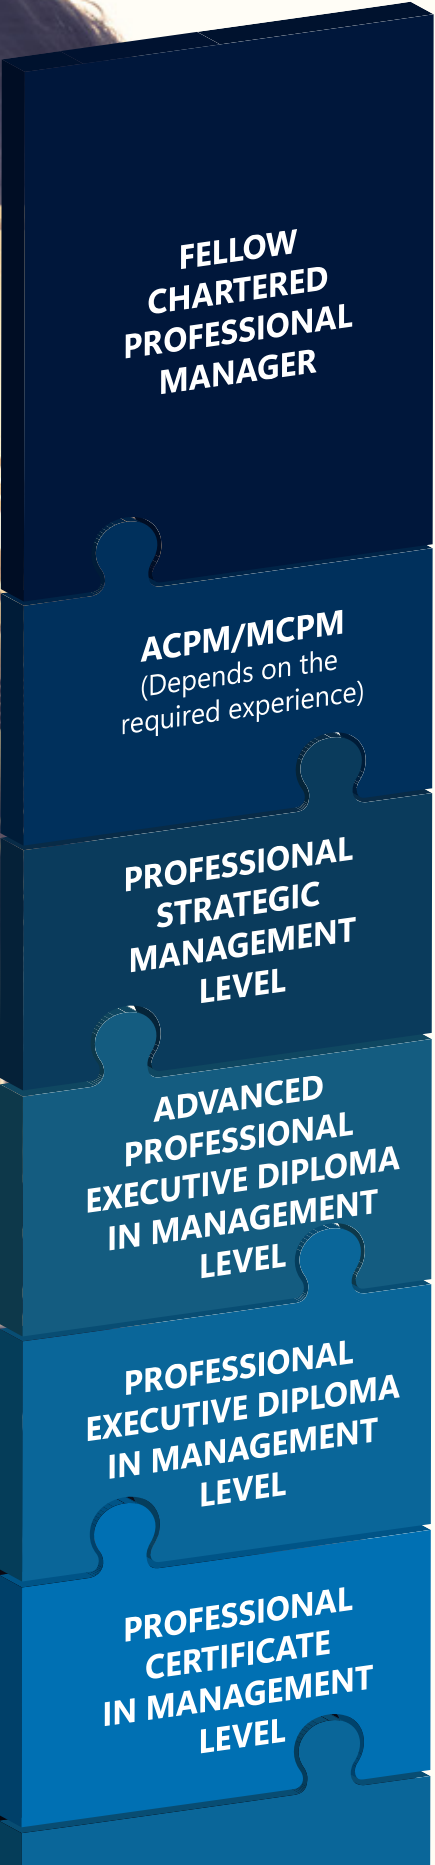 FELLOW
CHARTERED
PROFESSIONAL
MANAGER
ACPM/MCPM
(Depends on the
required experience)
PROFESSIONAL
STRATEGIC
MANAGEMENT
LEVEL
ADVANCED
PROFESSIONAL
EXECUTIVE DIPLOMA
IN MANAGEMENT
LEVEL
PROFESSIONAL
EXECUTIVE DIPLOMA
IN MANAGEMENT
LEVEL
PROFESSIONAL
CERTIFICATE
IN MANAGEMENT
LEVEL